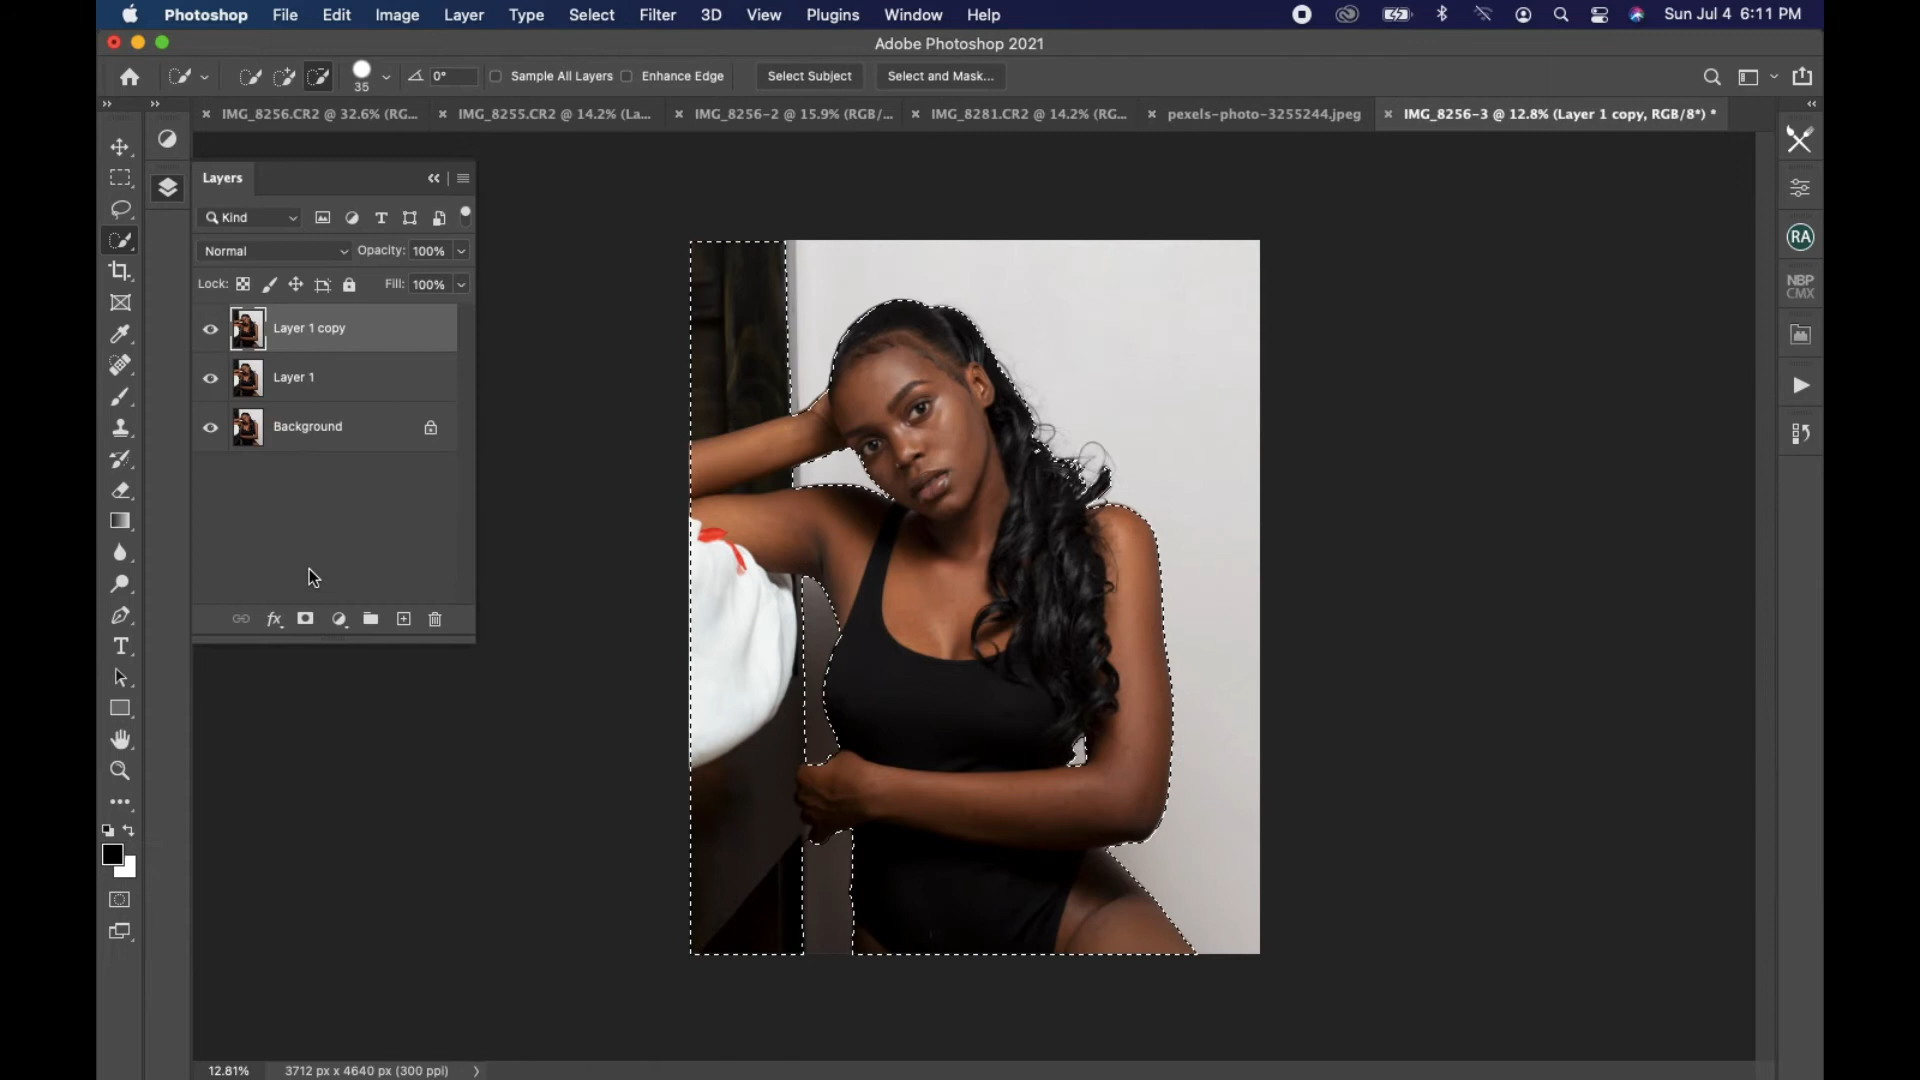 Photoshop File Edit Image Layer Type Select Filter 3D View Plugins Window Help Sun Jul 4 6:11 PM
Adobe Photoshop 2021
35 0° Sample All Layers Enhance Edge Select Subject Select and Mask...
IMG_8256.CR2 @ 32.6% (RG... IMG_8255.CR2 @ 14.2% (La... IMG_8256-2 @ 15.9% (RGB/... IMG_8281.CR2 @ 14.2% (RG... pexels-photo-3255244.jpeg IMG_8256-3 @ 12.8% (Layer 1 copy, RGB/8*) *
Layers
Kind
Normal Opacity: 100%
Lock: Fill: 100%
Layer 1 copy
Layer 1
Background
fx
RA
NBP
CMX
12.81% 3712 px x 4640 px (300 ppi)